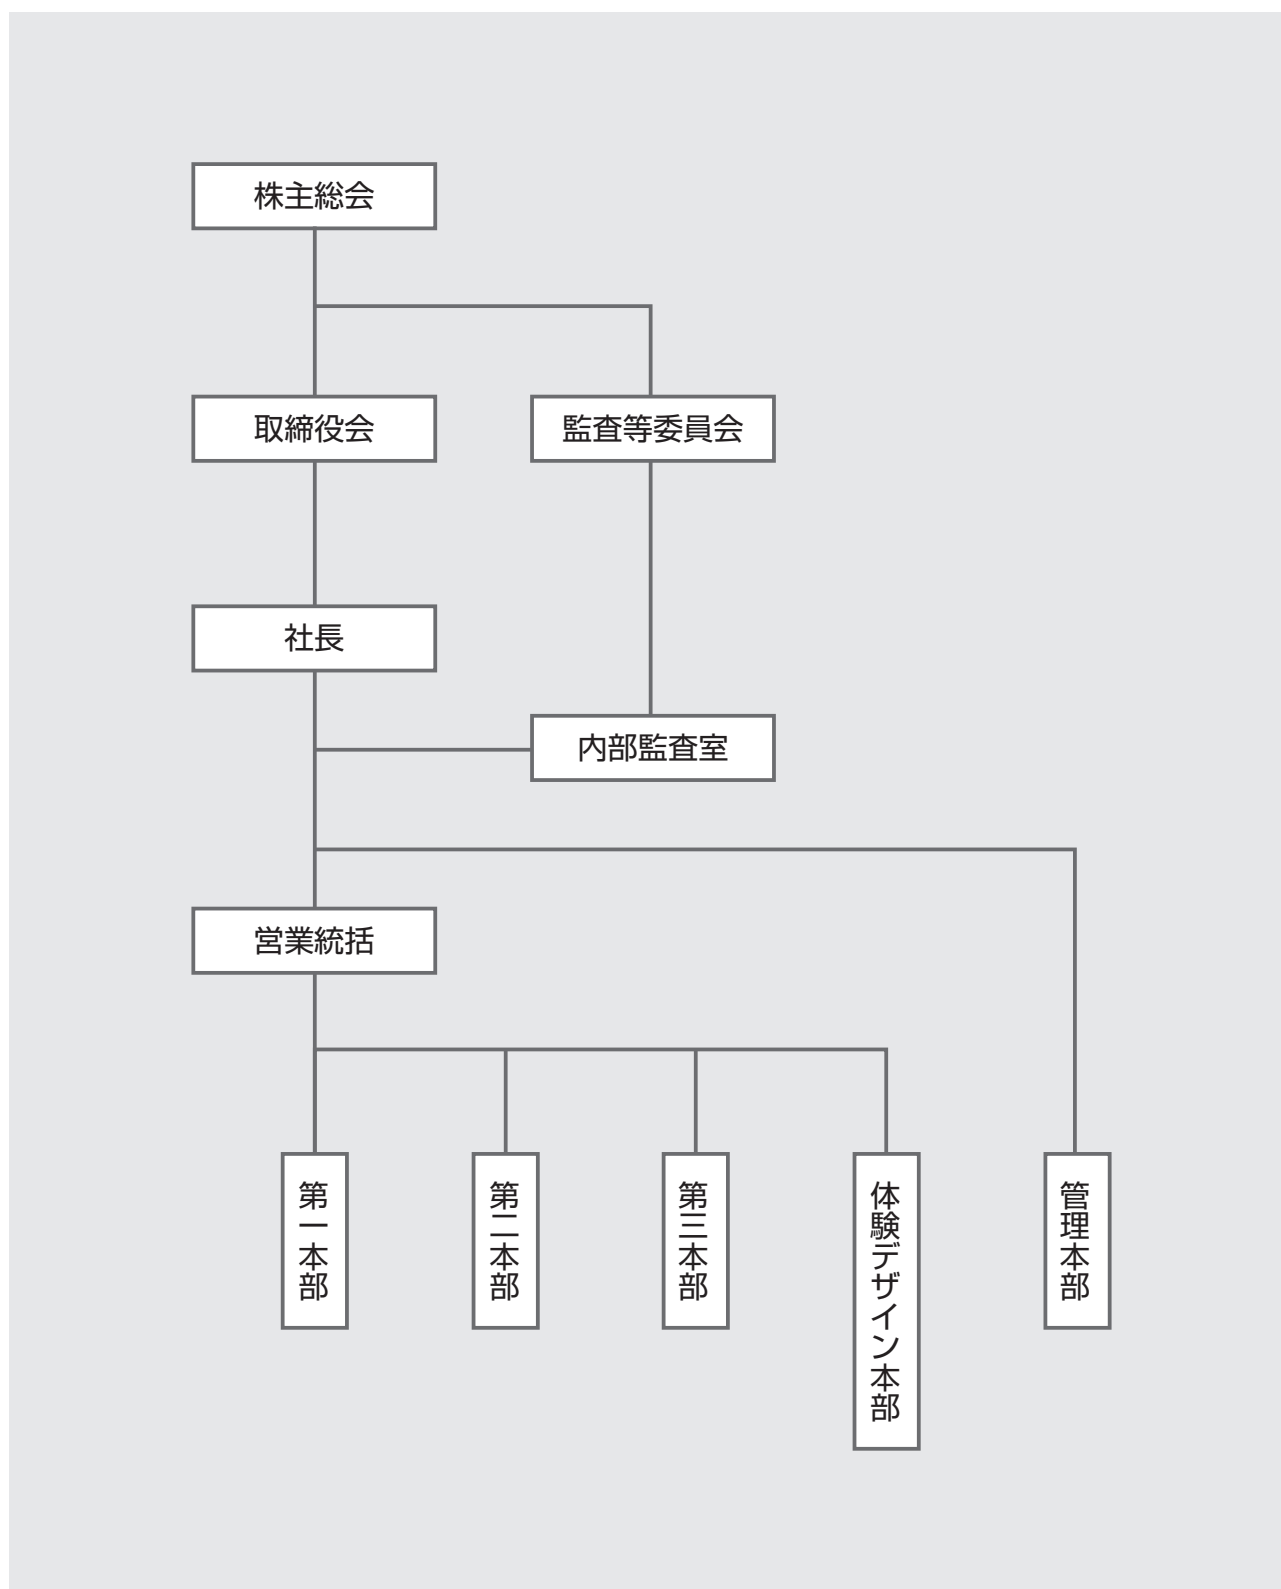 株主総会
取締役会
監査等委員会
社長
内部監査室
営業統括
第一本部
第二本部
第三本部
体験デザイン本部
管理本部